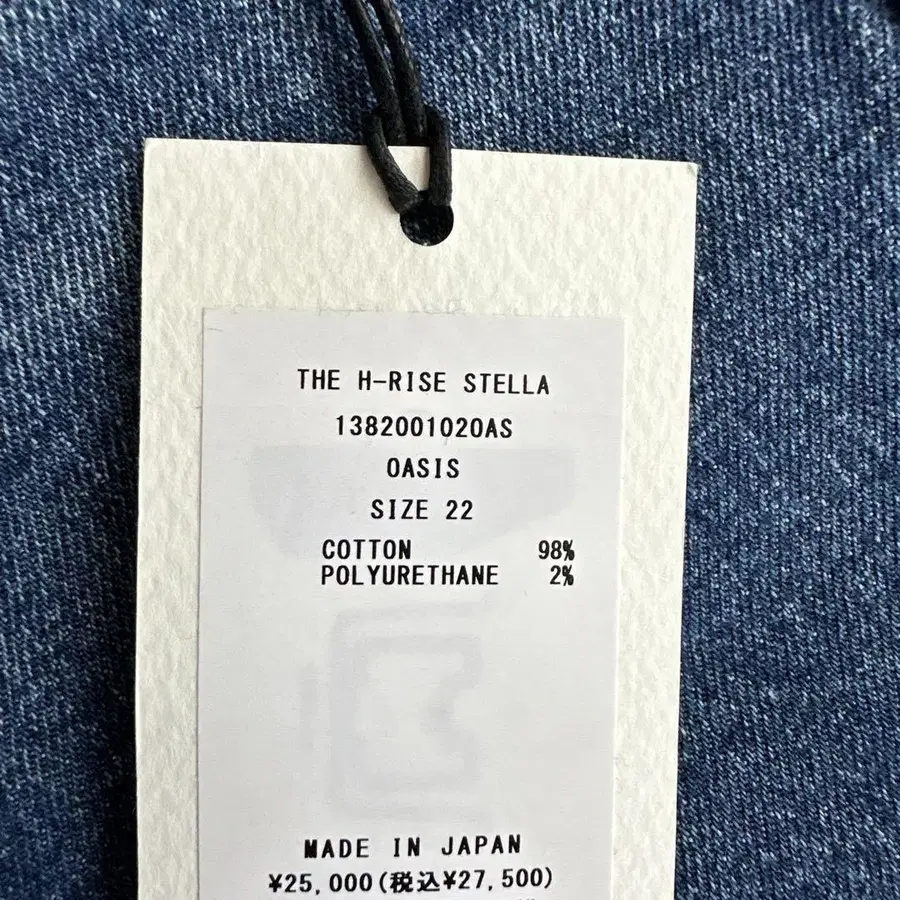 THE H-RISE STELLA
1382001020AS
OASIS
SIZE 22
COTTON 98%
POLYURETHANE 2%
MADE IN JAPAN
¥25,000(税込¥27,500)